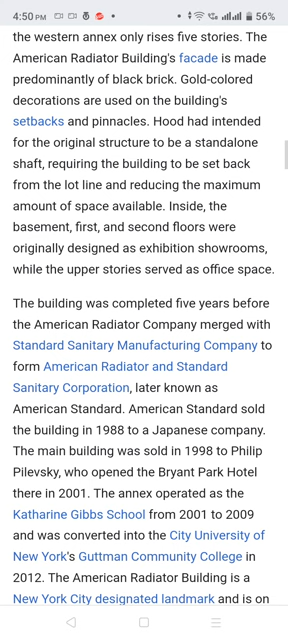 4:50 PM
56%
the western annex only rises five stories. The
American Radiator Building's facade is made
predominantly of black brick. Gold-colored
decorations are used on the building's
setbacks and pinnacles. Hood had intended
for the original structure to be a standalone
shaft, requiring the building to be set back
from the lot line and reducing the maximum
amount of space available. Inside, the
basement, first, and second floors were
originally designed as exhibition showrooms,
while the upper stories served as office space.
The building was completed five years before
the American Radiator Company merged with
Standard Sanitary Manufacturing Company to
form American Radiator and Standard
Sanitary Corporation, later known as
American Standard. American Standard sold
the building in 1988 to a Japanese company.
The main building was sold in 1998 to Philip
Pilevsky, who opened the Bryant Park Hotel
there in 2001. The annex operated as the
Katharine Gibbs School from 2001 to 2009
and was converted into the City University of
New York's Guttman Community College in
2012. The American Radiator Building is a
New York City designated landmark and is on